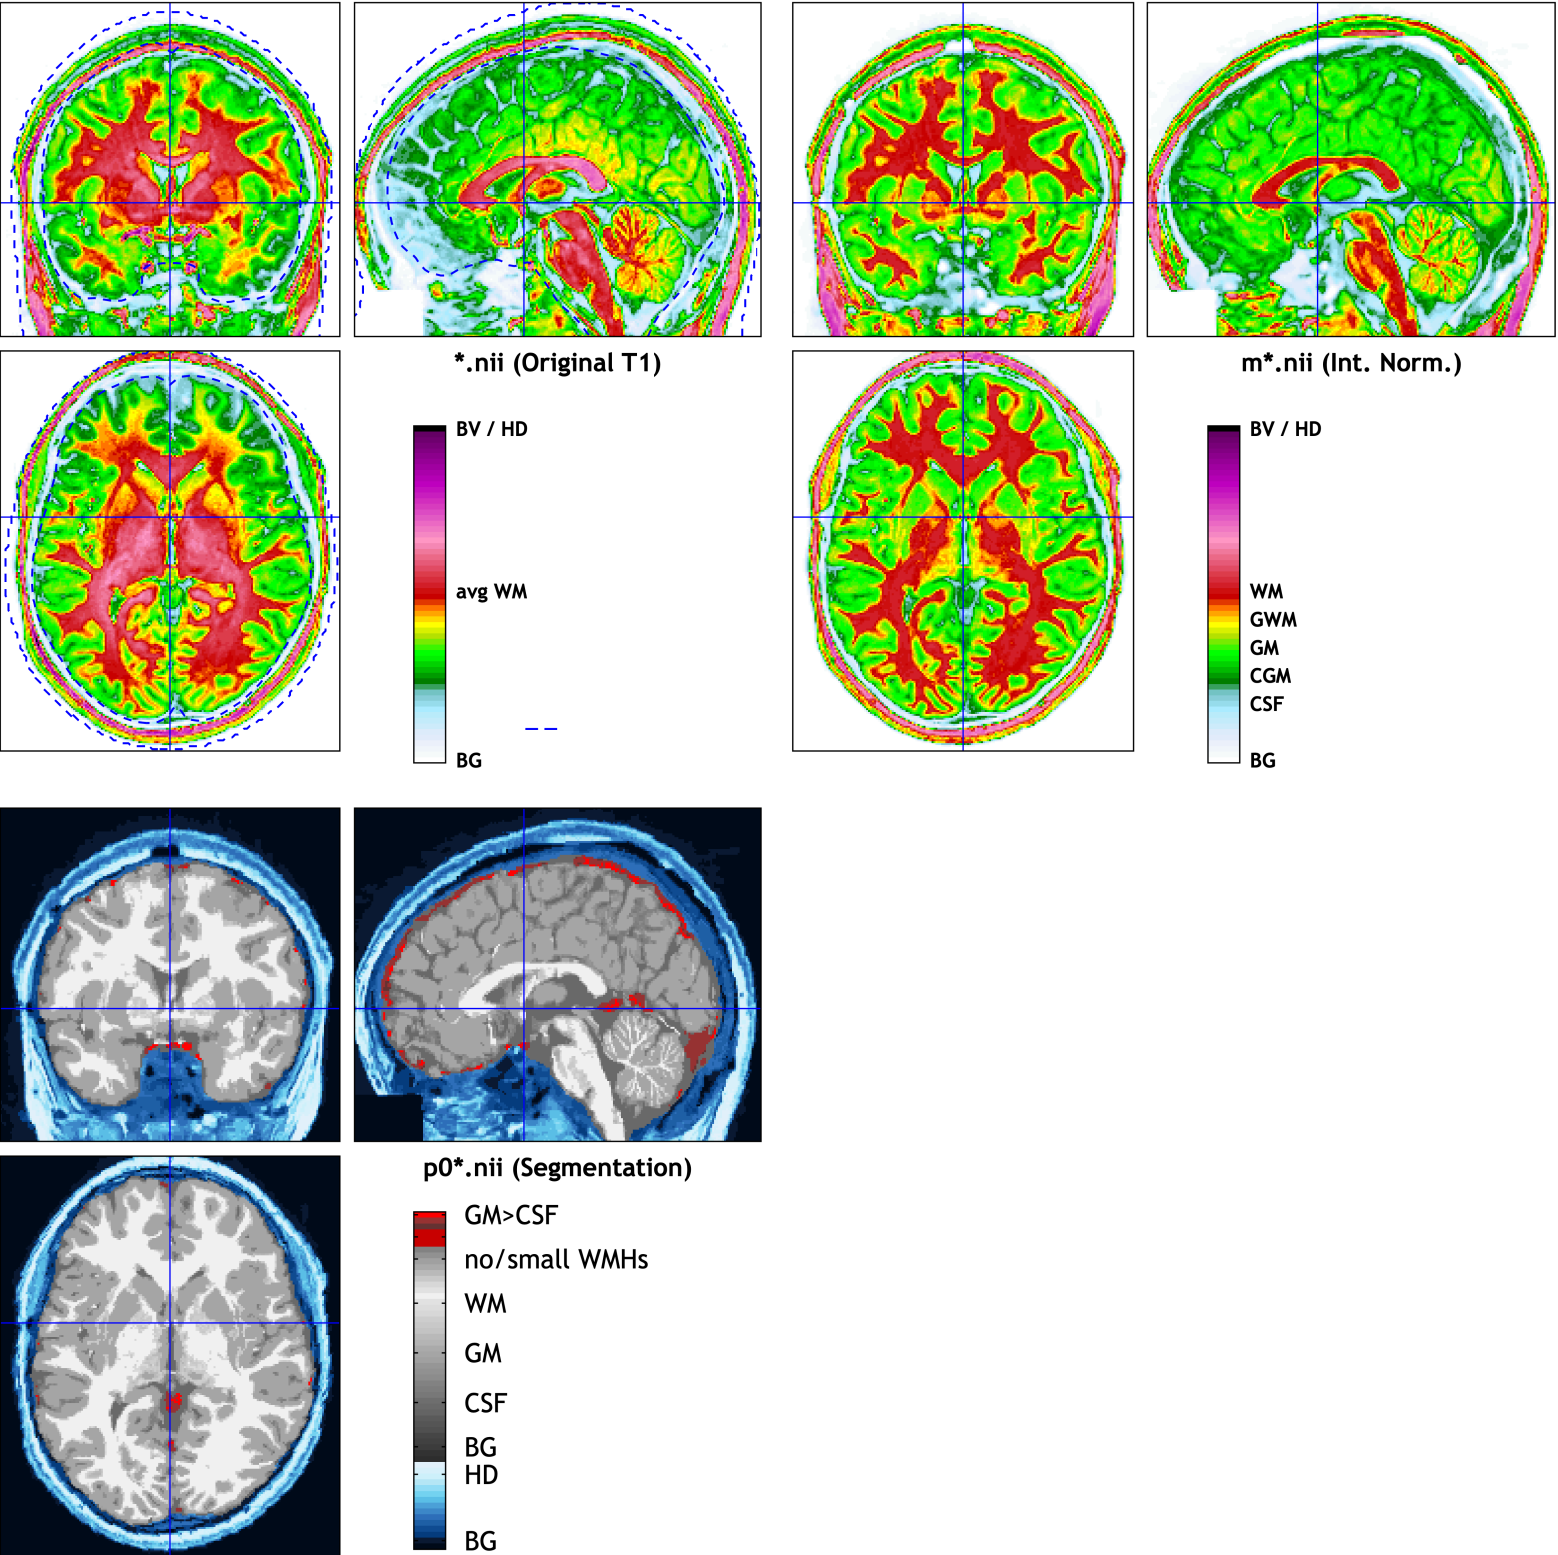 *.nii (Original T1)
BV / HD
avg WM
BG
m*.nii (Int. Norm.)
BV / HD
WM
GWM
GM
CGM
CSF
BG
p0*.nii (Segmentation)
GM>CSF
no/small WMHs
WM
GM
CSF
BG
HD
BG